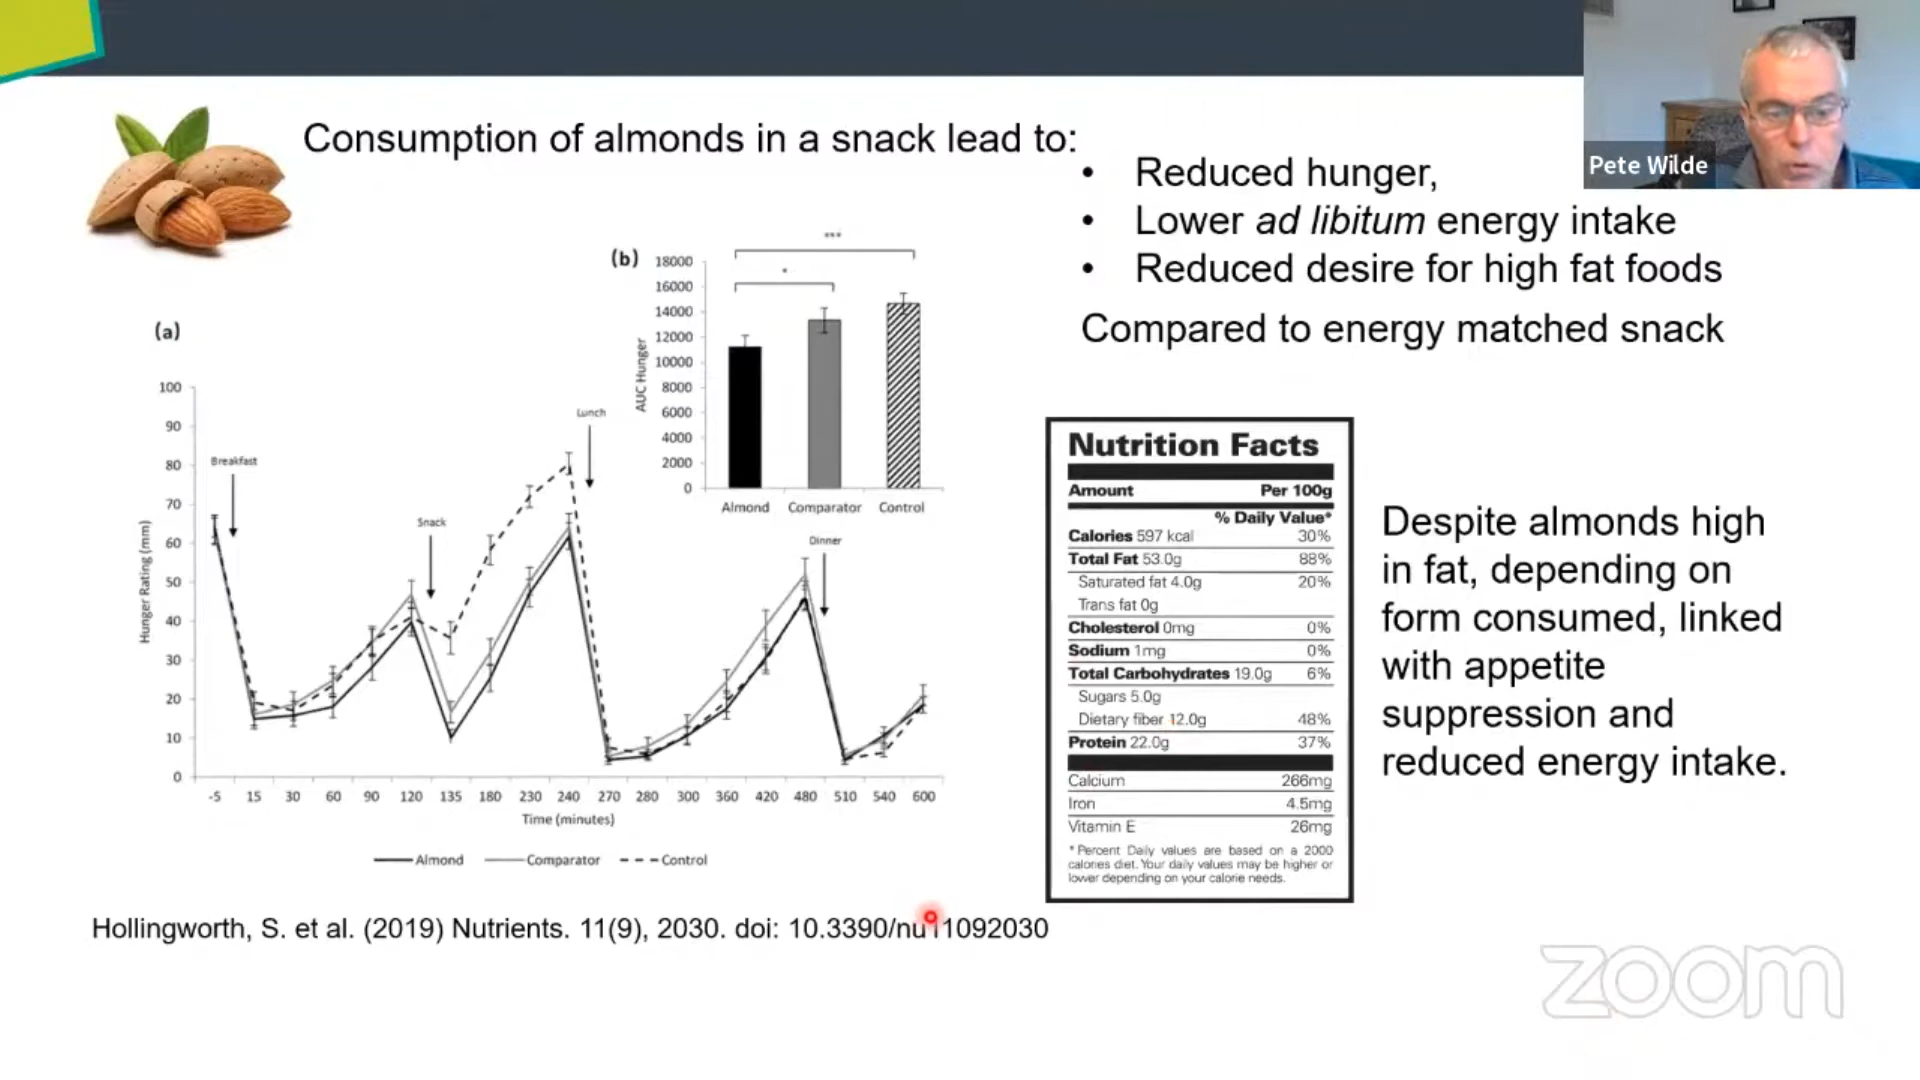 Consumption of almonds in a snack lead to:
• Reduced hunger,
• Lower ad libitum energy intake
• Reduced desire for high fat foods
Compared to energy matched snack
Pete Wilde
(b)
***
*
18000
16000
14000
12000
10000
8000
6000
4000
2000
0
AUC Hunger
Almond Comparator Control
(a)
100
90
80
70
60
50
40
30
20
10
0
Hunger Rating (mm)
Breakfast
Snack
Lunch
Dinner
-5 15 30 60 90 120 135 180 230 240 270 280 300 360 420 480 510 540 600
Time (minutes)
Almond Comparator Control
Hollingworth, S. et al. (2019) Nutrients. 11(9), 2030. doi: 10.3390/nu11092030
Nutrition Facts
Amount Per 100g
% Daily Value*
Calories 597 kcal 30%
Total Fat 53.0g 88%
Saturated fat 4.0g 20%
Trans fat 0g
Cholesterol 0mg 0%
Sodium 1mg 0%
Total Carbohydrates 19.0g 6%
Sugars 5.0g
Dietary fiber 12.0g 48%
Protein 22.0g 37%
Calcium 266mg
Iron 4.5mg
Vitamin E 26mg
* Percent Daily values are based on a 2000
calories diet. Your daily values may be higher or
lower depending on your calorie needs.
Despite almonds high
in fat, depending on
form consumed, linked
with appetite
suppression and
reduced energy intake.
zoom